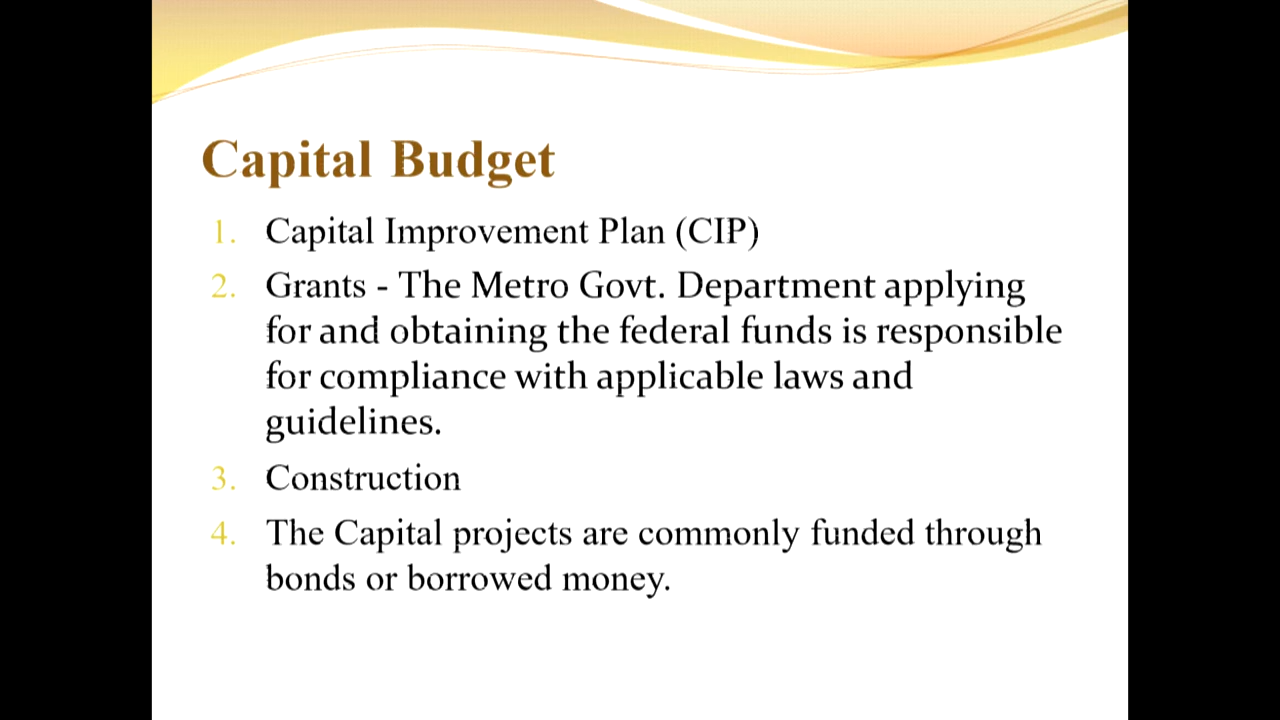 Capital Budget
1. Capital Improvement Plan (CIP)
2. Grants - The Metro Govt. Department applying
for and obtaining the federal funds is responsible
for compliance with applicable laws and
guidelines.
3. Construction
4. The Capital projects are commonly funded through
bonds or borrowed money.